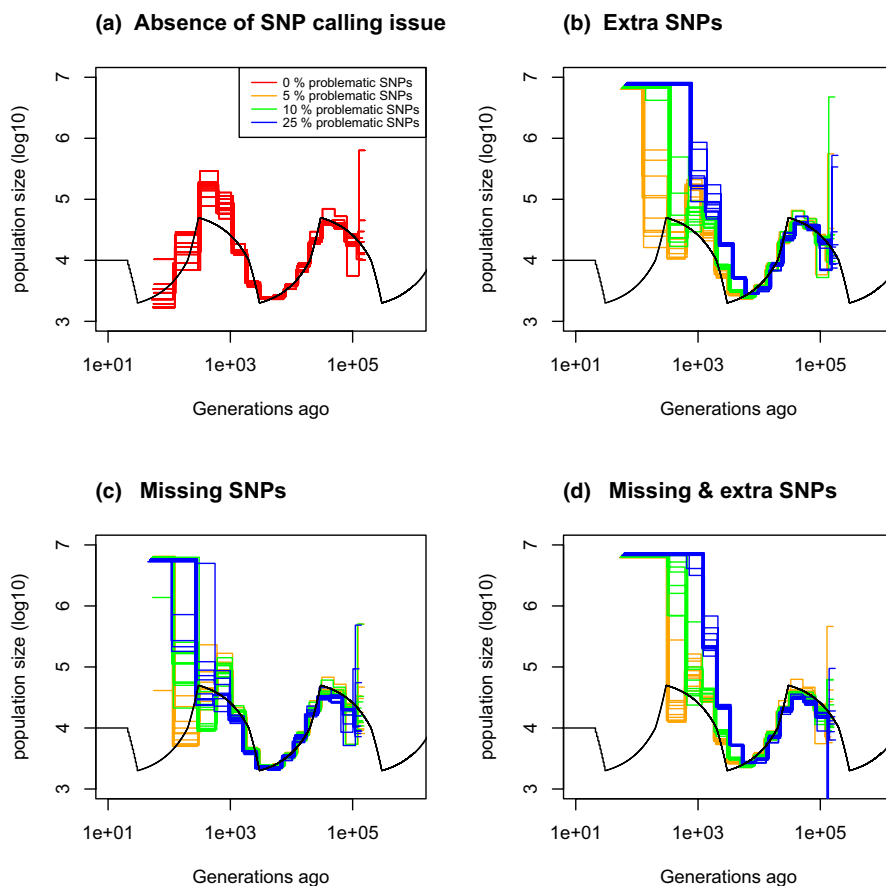 (a) Absence of SNP calling issue
population size (log10)
7
6
5
4
3
0 % problematic SNPs
5 % problematic SNPs
10 % problematic SNPs
25 % problematic SNPs
1e+01 1e+03 1e+05
Generations ago
(b) Extra SNPs
population size (log10)
7
6
5
4
3
1e+01 1e+03 1e+05
Generations ago
(c) Missing SNPs
population size (log10)
7
6
5
4
3
1e+01 1e+03 1e+05
Generations ago
(d) Missing & extra SNPs
population size (log10)
7
6
5
4
3
1e+01 1e+03 1e+05
Generations ago